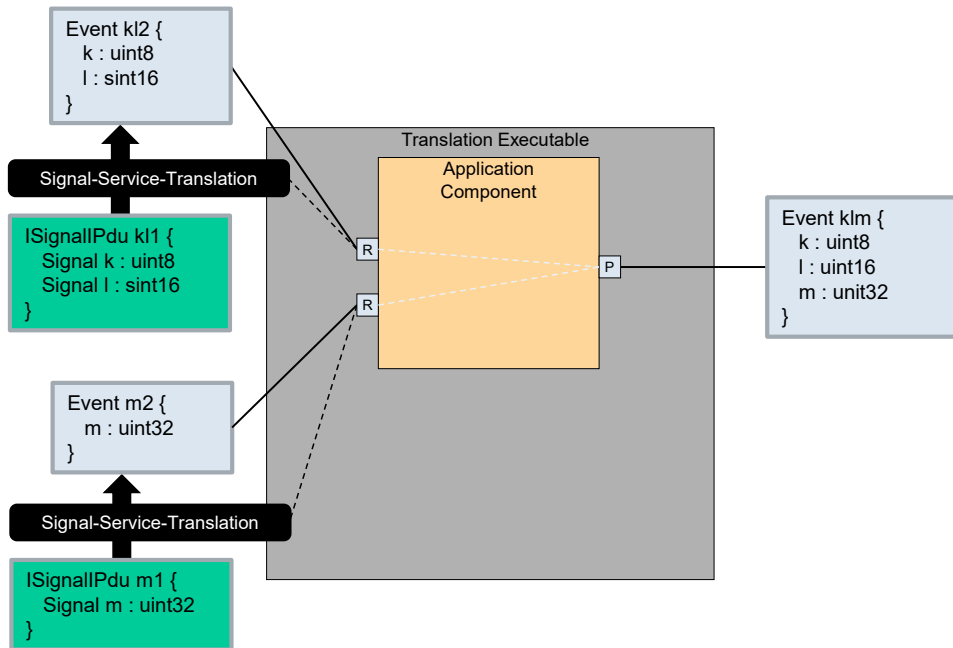 Event kl2 {
k : uint8
l : sint16
}
Signal-Service-Translation
ISignalIPdu kl1 {
Signal k : uint8
Signal l : sint16
}
Event m2 {
m : uint32
}
Signal-Service-Translation
ISignalIPdu m1 {
Signal m : uint32
}
Translation Executable
Application
Component
R
R
P
Event klm {
k : uint8
l : uint16
m : unit32
}